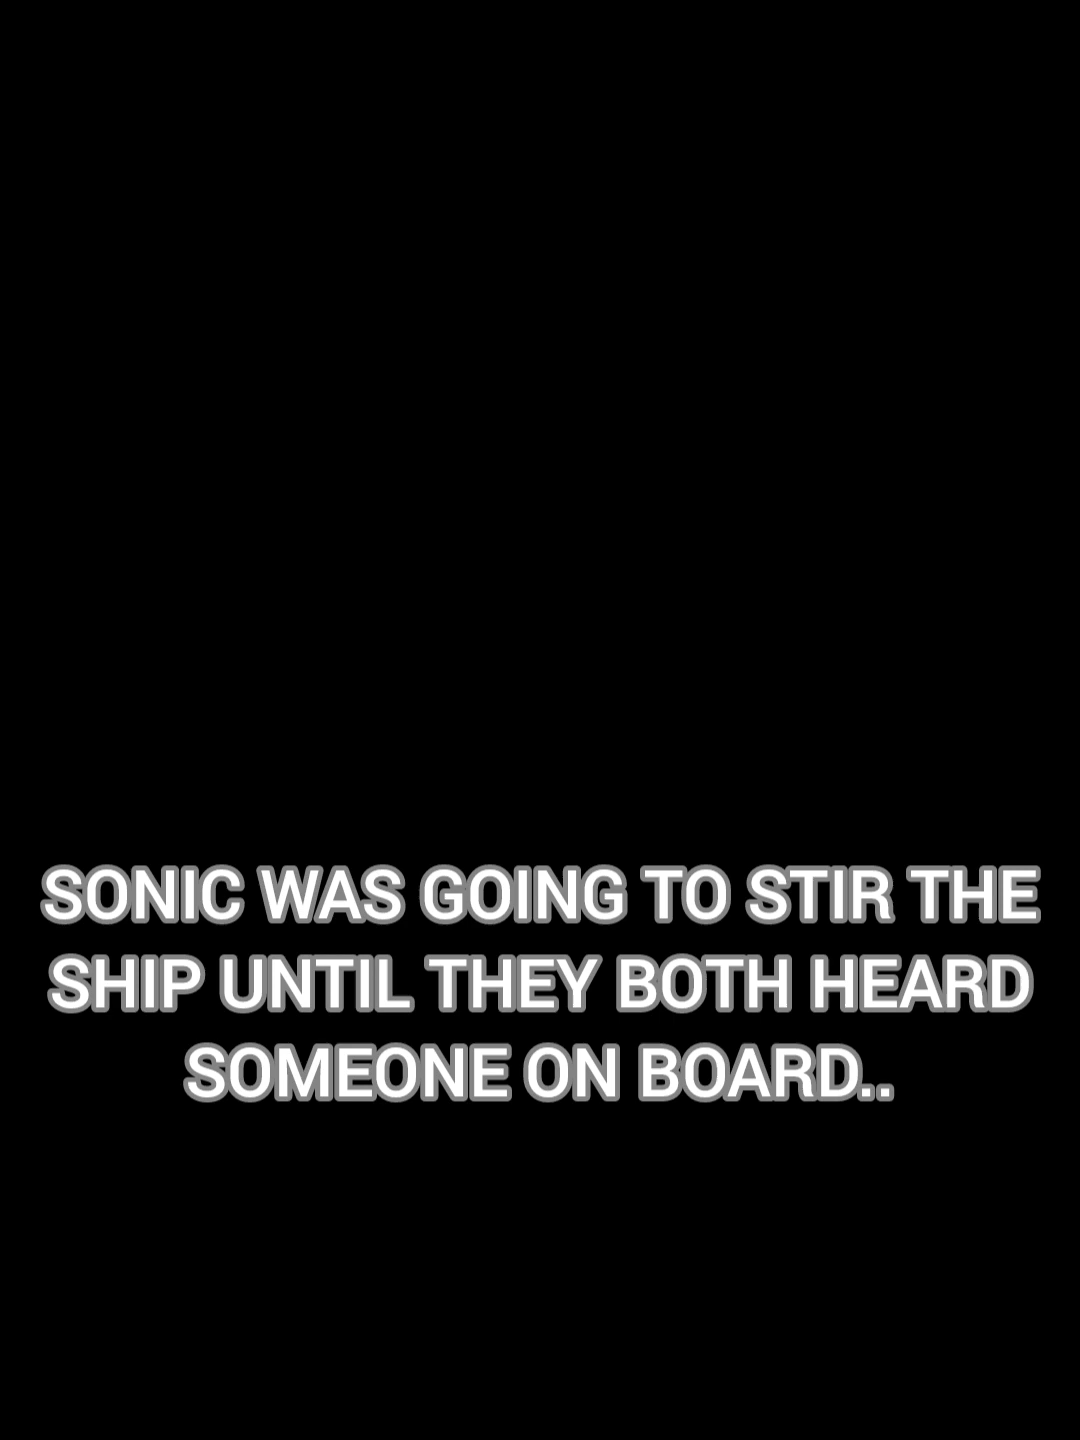 SONIC WAS GOING TO STIR THE
SHIP UNTIL THEY BOTH HEARD
SOMEONE ON BOARD..